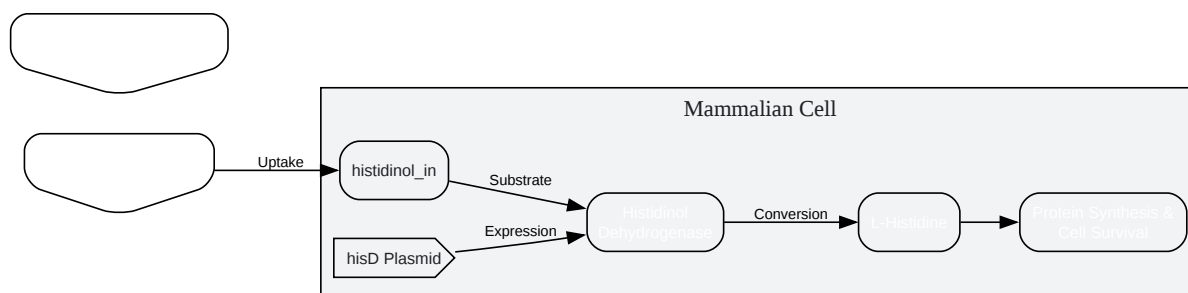 Mammalian Cell
Uptake
histidinol_in
Substrate
Histidinol
Dehydrogenase
Conversion
L-Histidine
Protein Synthesis &
Cell Survival
Expression
hisD Plasmid